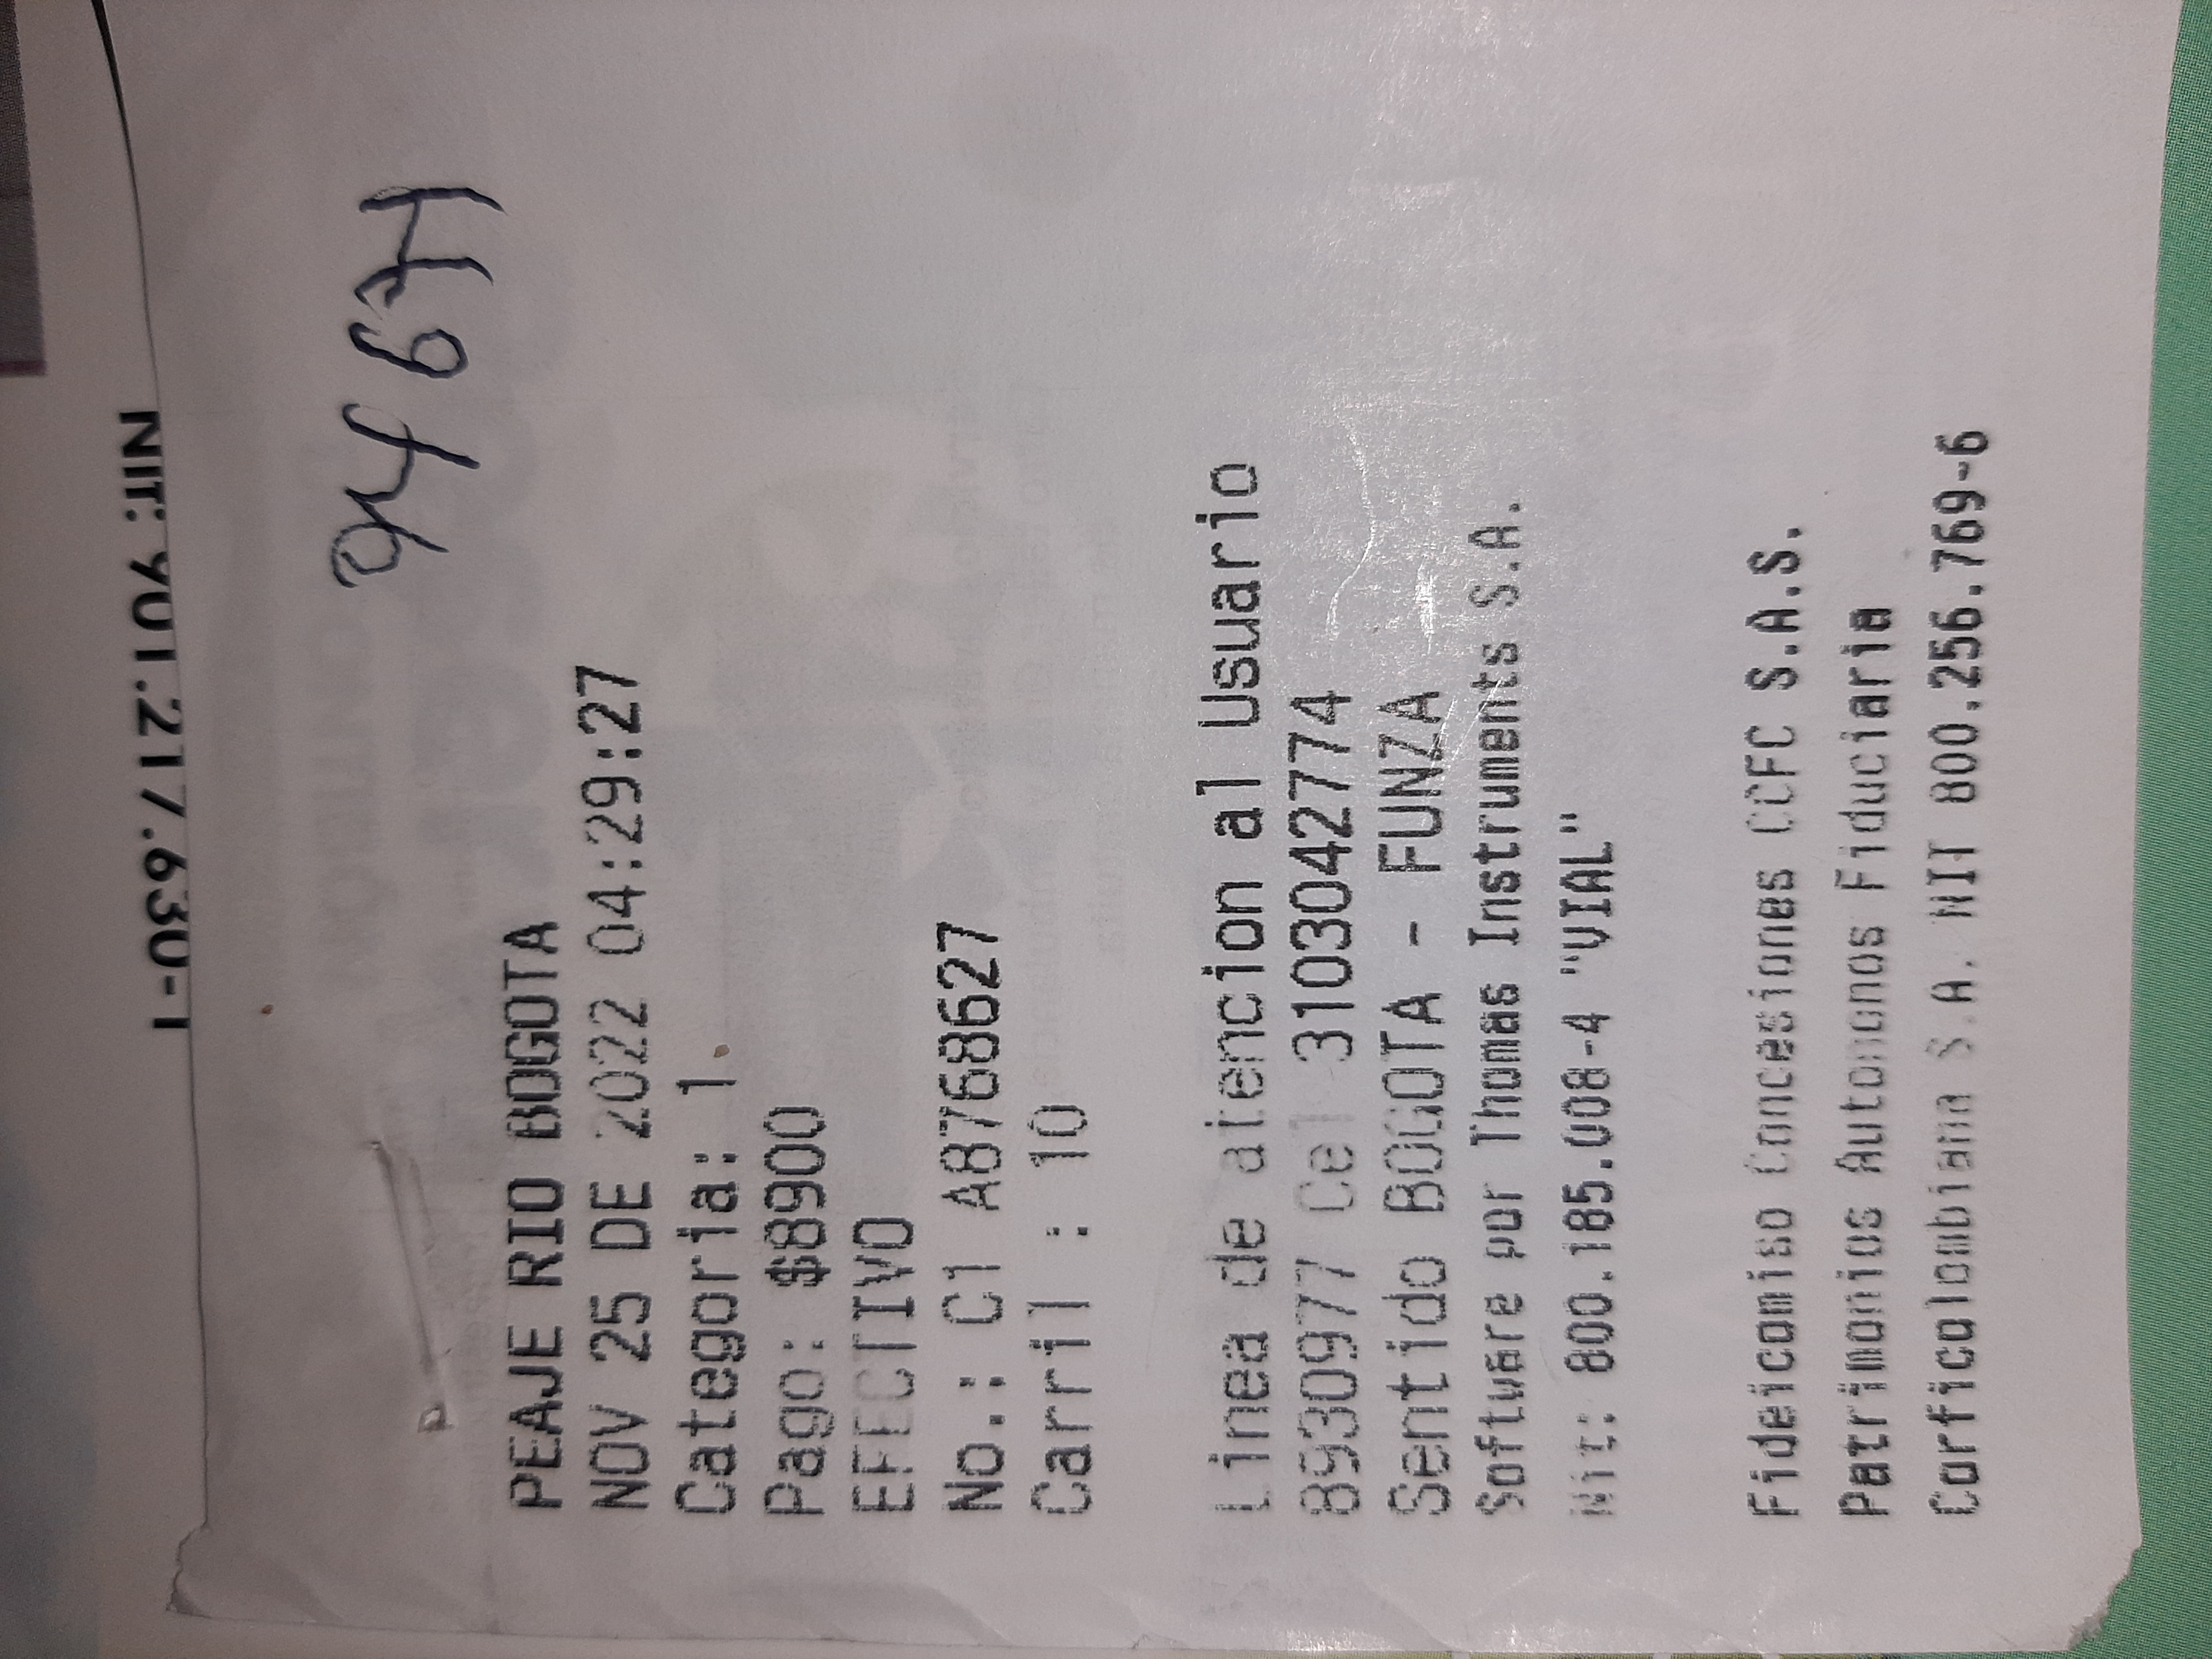 NIT: 901.217.630-1
9467
PEAJE RIO BOGOTA
NOV 25 DE 2022 04:29:27
Categoria: 1
Pago: $8900
EFECTIVO
No.: C1 A8768627
Carril : 10
Linea de atencion al Usuario
8930977 Cel 3103042774
Sentido BOGOTA - FUNZA
Software por Thomas Instruments S.A.
Nit: 800.185.008-4 "VIAL"
Fideicomiso Concesiones CCFC S.A.S.
Patrimonios Autonomos Fiduciaria
Corficolombiana S.A. NIT 800.256.769-6